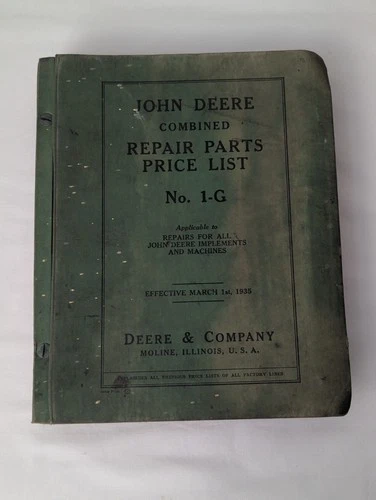 JOHN DEERE
COMBINED
REPAIR PARTS
PRICE LIST
No. 1-G
Applicable to
REPAIRS FOR ALL
JOHN DEERE IMPLEMENTS
AND MACHINES
EFFECTIVE MARCH 1st, 1935
DEERE & COMPANY
MOLINE, ILLINOIS, U. S. A.
ALL PREVIOUS PRICE LISTS OF ALL FACTORY LINES